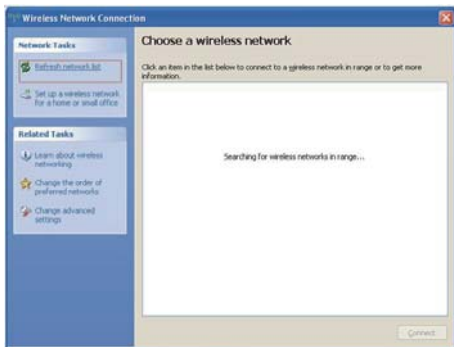 Wireless Network Connection
Network Tasks
Refresh network list
Set up a wireless network
for a home or small office
Related Tasks
Learn about wireless
networking
Change the order of
preferred networks
Change advanced
settings
Choose a wireless network
Click an item in the list below to connect to a wireless network in range or to get more
information.
Searching for wireless networks in range...
Connect